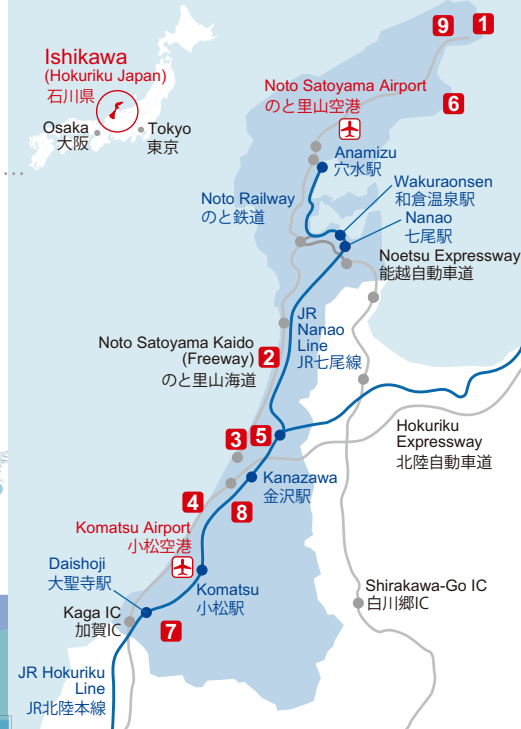 9
1
Ishikawa
(Hokuriku Japan)
石川県
Noto Satoyama Airport
のと里山空港
6
Osaka
大阪
Tokyo
東京
Anamizu
穴水駅
Wakuraonsen
和倉温泉駅
Noto Railway
のと鉄道
Nanao
七尾駅
Noetsu Expressway
能越自動車道
JR
Nanao
Line
JR七尾線
Noto Satoyama Kaido
(Freeway)
のと里山海道
2
Hokuriku
Expressway
北陸自動車道
3
5
Kanazawa
金沢駅
4
8
Komatsu Airport
小松空港
Daishoji
大聖寺駅
Komatsu
小松駅
Shirakawa-Go IC
白川郷IC
Kaga IC
加賀IC
7
JR Hokuriku
Line
JR北陸本線